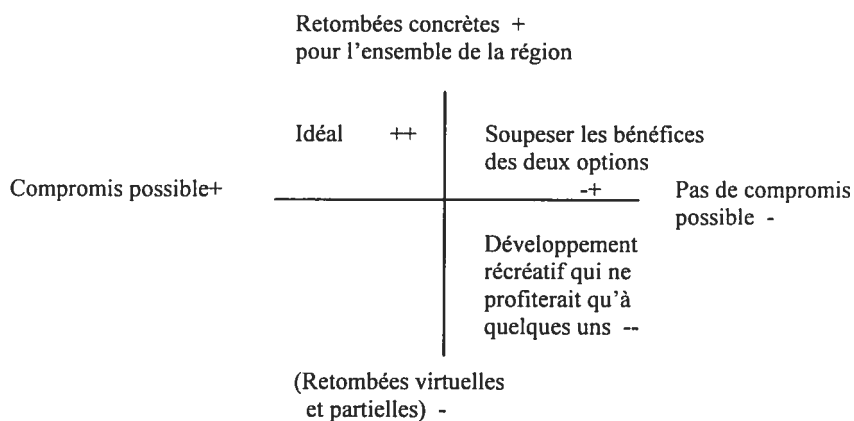 Retombées concrètes +
pour l'ensemble de la région
Idéal ++
Soupeser les bénéfices
des deux options
-+
Compromis possible+
Pas de compromis
possible -
Développement
récréatif qui ne
profiterait qu'à
quelques uns --
(Retombées virtuelles
et partielles) -